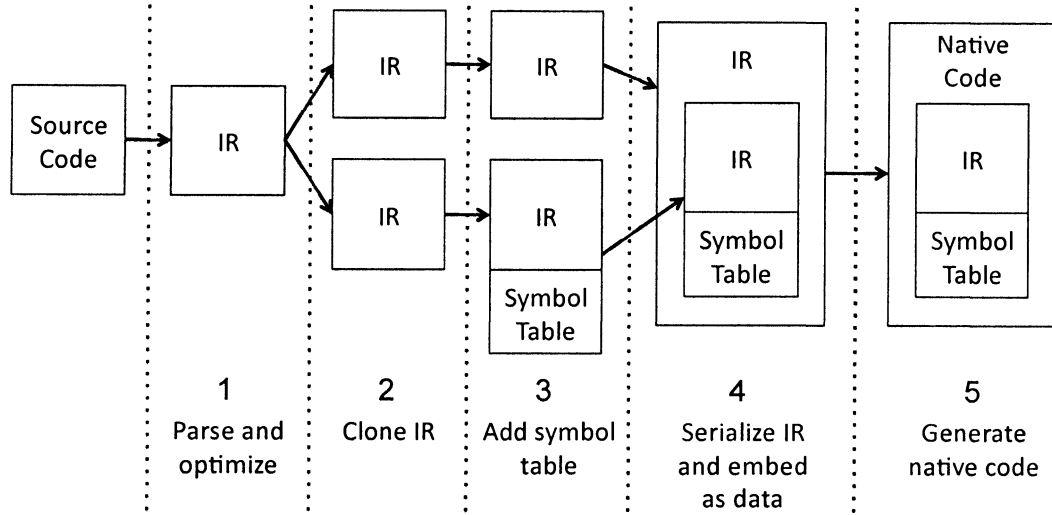 Source
Code
IR
IR
IR
IR
IR
Symbol
Table
IR
IR
Symbol
Table
Native
Code
IR
Symbol
Table
1
Parse and
optimize
2
Clone IR
3
Add symbol
table
4
Serialize IR
and embed
as data
5
Generate
native code